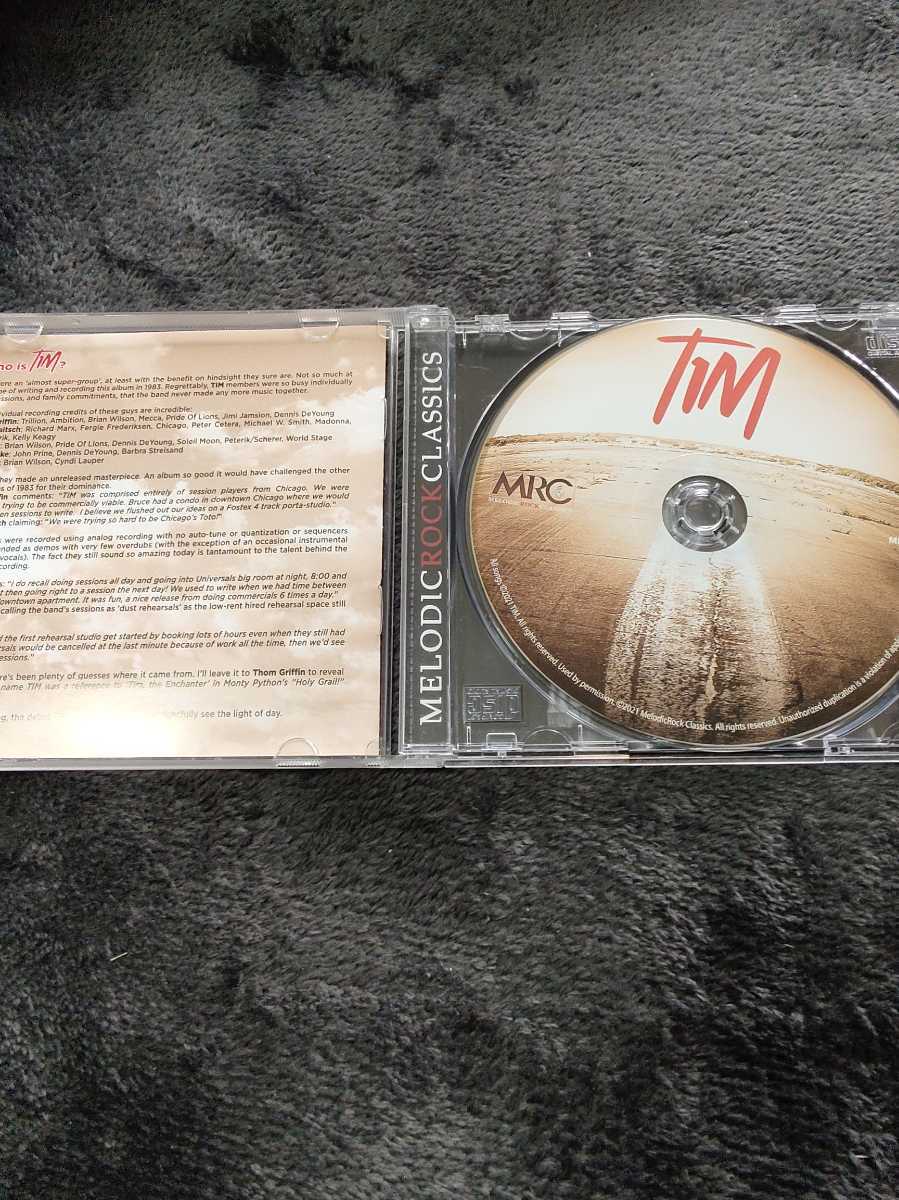 ho is TIM?
ere an 'almost super-group', at least with the benefit on hindsight they sure are. Not so much at
se of writing and recording this album in 1983. Regrettably, TIM members were so busy individually
essions, and family commitments, that the band never made any more music together.
ividual recording credits of these guys are incredible:
riffin: Trillion, Ambition, Brian Wilson, Mecca, Pride Of Lions, Jimi Jamsion, Dennis DeYoung
aitsch: Richard Marx, Fergie Frederiksen, Chicago, Peter Cetera, Michael W. Smith, Madonna,
rik, Kelly Keagy
: Brian Wilson, Pride Of Lions, Dennis DeYoung, Soleil Moon, Peterik/Scherer, World Stage
ke: John Prine, Dennis DeYoung, Barbra Streisand
: Brian Wilson, Cyndi Lauper
hey made an unreleased masterpiece. An album so good it would have challenged the other
s of 1983 for their dominance.
fin comments: "TIM was comprised entirely of session players from Chicago. We were
trying to be commercially viable. Bruce had a condo in downtown Chicago where we would
en sessions to write. I believe we flushed out our ideas on a Fostex 4 track porta-studio."
ch claiming: "We were trying so hard to be Chicago's Toto!"
s were recorded using analog recording with no auto-tune or quantization or sequencers
nded as demos with very few overdubs (with the exception of an occasional instrumental
vocals). The fact they still sound so amazing today is tantamount to the talent behind the
cording.
s: "I do recall doing sessions all day and going into Universals big room at night, 8:00 and
t then going right to a session the next day! We used to write when we had time between
downtown apartment. It was fun, a nice release from doing commercials 6 times a day."
calling the band's sessions as 'dust rehearsals' as the low-rent hired rehearsal space still
d the first rehearsal studio get started by booking lots of hours even when they still had
rsals would be cancelled at the last minute because of work all the time, then we'd see
essions."
re's been plenty of guesses where it came from. I'll leave it to Thom Griffin to reveal
name TIM was a reference to 'Tim, the Enchanter' in Monty Python's "Holy Grail!"
g, tha debut fully see the light of day.
MELODICROCKCLASSICS
TIM
MRC
All Songs ©2021 TIM. All rights reserved. Used by permission. ©2021 MelodicRock Classics. All rights reserved. Unauthorized duplication is a violation of ap